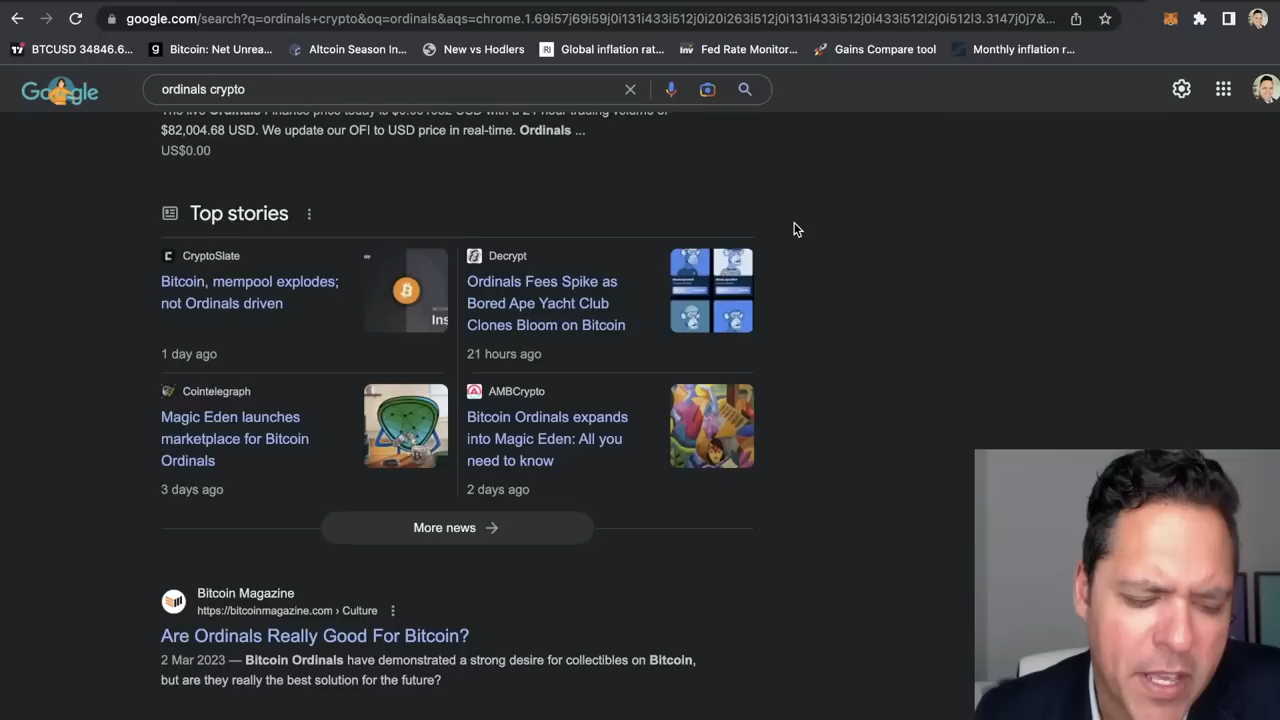 google.com/search?q=ordinals+crypto&oq=ordinals&aqs=chrome.1.69i57j69i59j0i131i433i512j0i20i263i512j0i131i433i512j0i433i512l2j0i512l3.3147j0j7&...
BTCUSD 34846.6... Bitcoin: Net Unrea... Altcoin Season In... New vs Hodlers Global inflation rat... Fed Rate Monitor... Gains Compare tool Monthly inflation r...
Google
ordinals crypto
$82,004.68 USD. We update our OFI to USD price in real-time. Ordinals ...
US$0.00
Top stories
CryptoSlate
Bitcoin, mempool explodes;
not Ordinals driven
Ins
1 day ago
Decrypt
Ordinals Fees Spike as
Bored Ape Yacht Club
Clones Bloom on Bitcoin
21 hours ago
Cointelegraph
Magic Eden launches
marketplace for Bitcoin
Ordinals
3 days ago
AMBCrypto
Bitcoin Ordinals expands
into Magic Eden: All you
need to know
2 days ago
More news
Bitcoin Magazine
https://bitcoinmagazine.com › Culture
Are Ordinals Really Good For Bitcoin?
2 Mar 2023 — Bitcoin Ordinals have demonstrated a strong desire for collectibles on Bitcoin,
but are they really the best solution for the future?